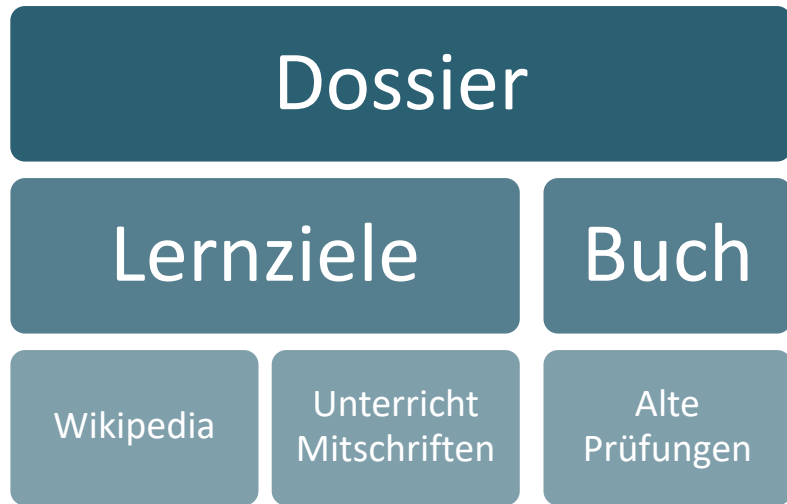 Dossier
Lernziele
Buch
Wikipedia
Unterricht
Mitschriften
Alte
Prüfungen